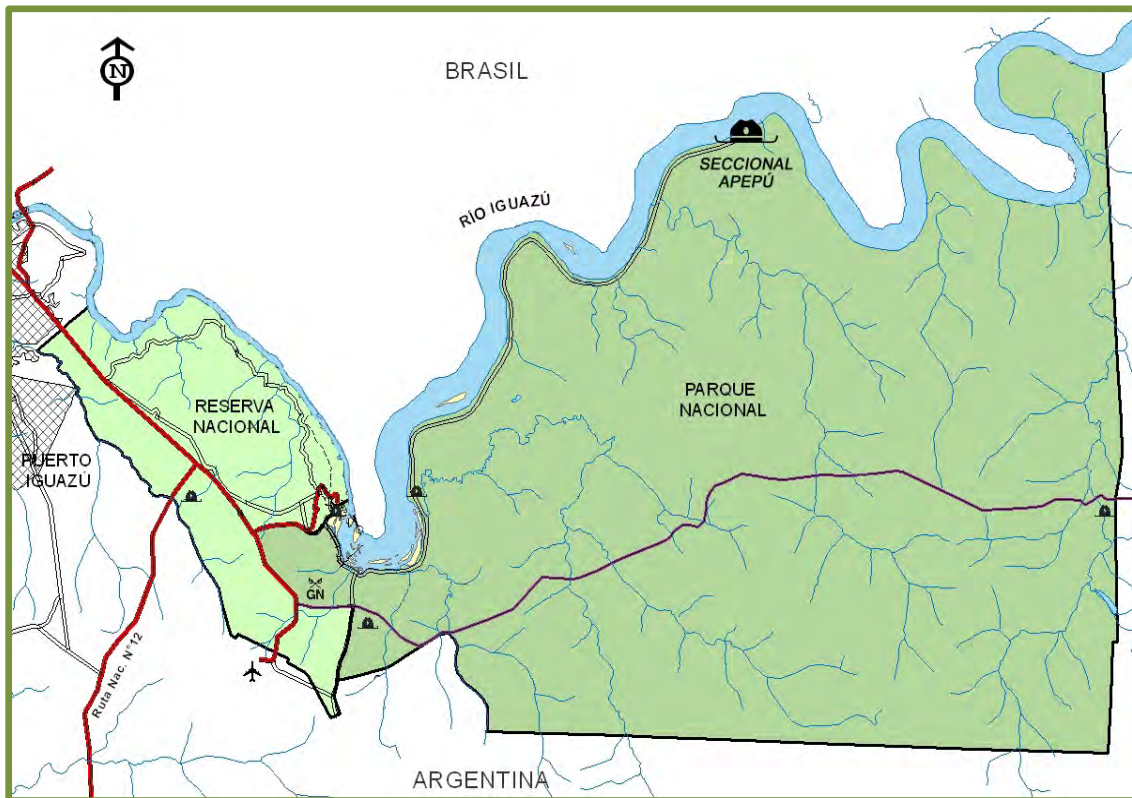 N
BRASIL
SECCIONAL
APEPÚ
RÍO IGUAZÚ
RESERVA
NACIONAL
PARQUE
NACIONAL
PUERTO
IGUAZÚ
GN
Ruta Nac. N°12
ARGENTINA